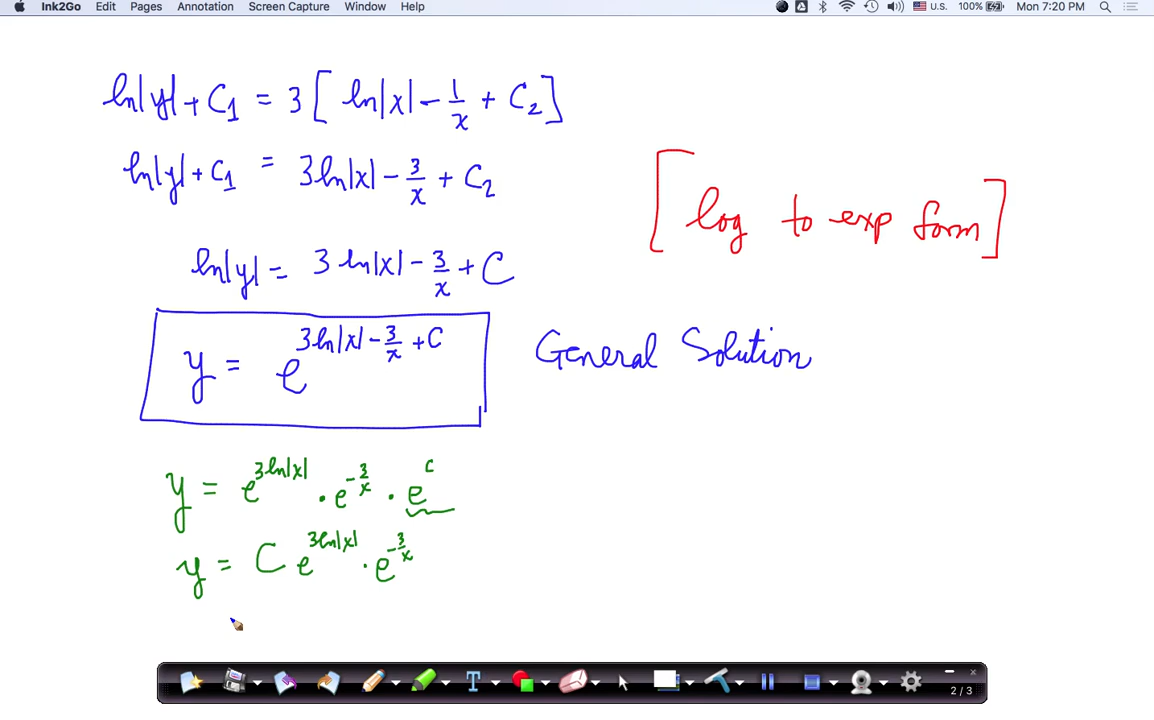 Ink2Go Edit Pages Annotation Screen Capture Window Help U.S. 100% Mon 7:20 PM
ln|y| + C₁ = 3[ ln|x| - 1/x + C₂ ]
ln|y| + C₁ = 3ln|x| - 3/x + C₂
[ log to exp form ]
ln|y| = 3 ln|x| - 3/x + C
y = e^(3ln|x| - 3/x + C) General Solution
y = e^(3ln|x|) · e^(-3/x) · e^c
y = C e^(3ln|x|) · e^(-3/x)
T
2 / 3